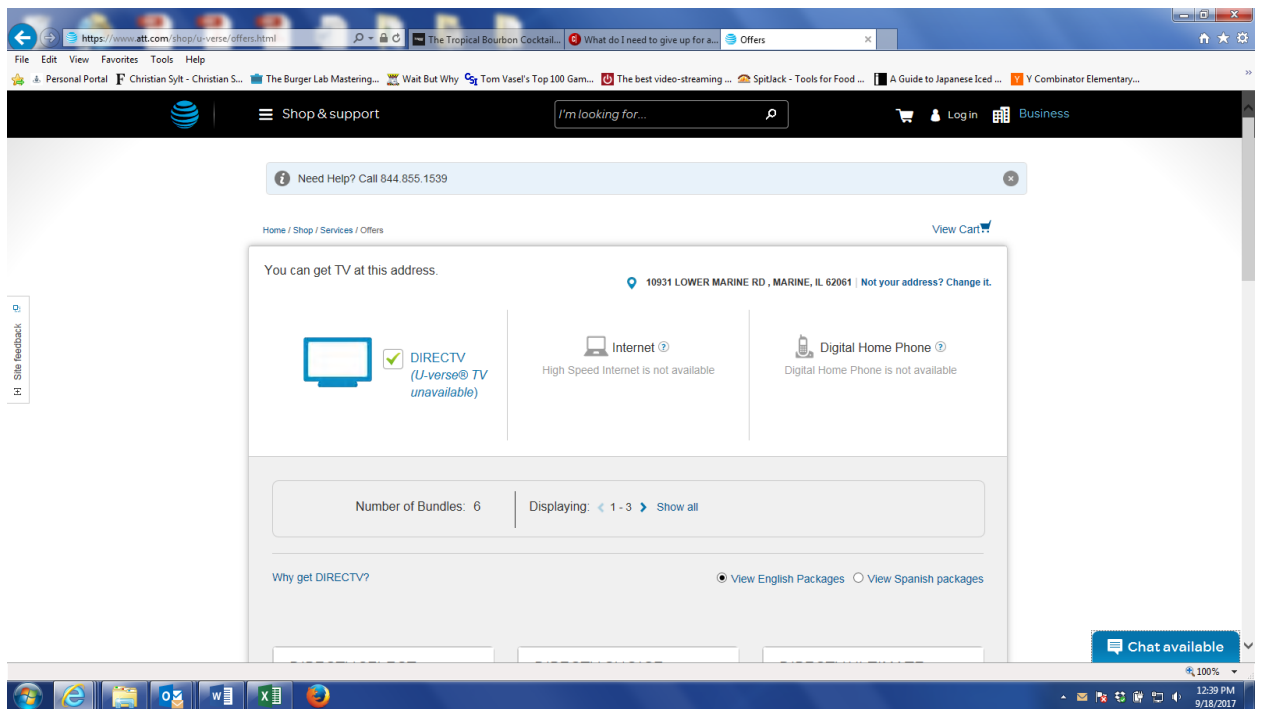 https://www.att.com/shop/u-verse/offers.html
The Tropical Bourbon Cocktail...
What do I need to give up for a...
Offers
File Edit View Favorites Tools Help
Personal Portal
Christian Sylt - Christian S...
The Burger Lab Mastering...
Wait But Why
Tom Vasel's Top 100 Gam...
The best video-streaming ...
SpitJack - Tools for Food ...
A Guide to Japanese Iced ...
Y Combinator Elementary...
Shop & support
I'm looking for...
Log in
Business
Need Help? Call 844.855.1539
Home / Shop / Services / Offers
View Cart
You can get TV at this address.
10931 LOWER MARINE RD , MARINE, IL 62061 | Not your address? Change it.
Site feedback
DIRECTV
(U-verse® TV
unavailable)
Internet
High Speed Internet is not available
Digital Home Phone
Digital Home Phone is not available
Number of Bundles: 6
Displaying: 1 - 3 Show all
Why get DIRECTV?
View English Packages View Spanish packages
Chat available
100%
12:39 PM
9/18/2017